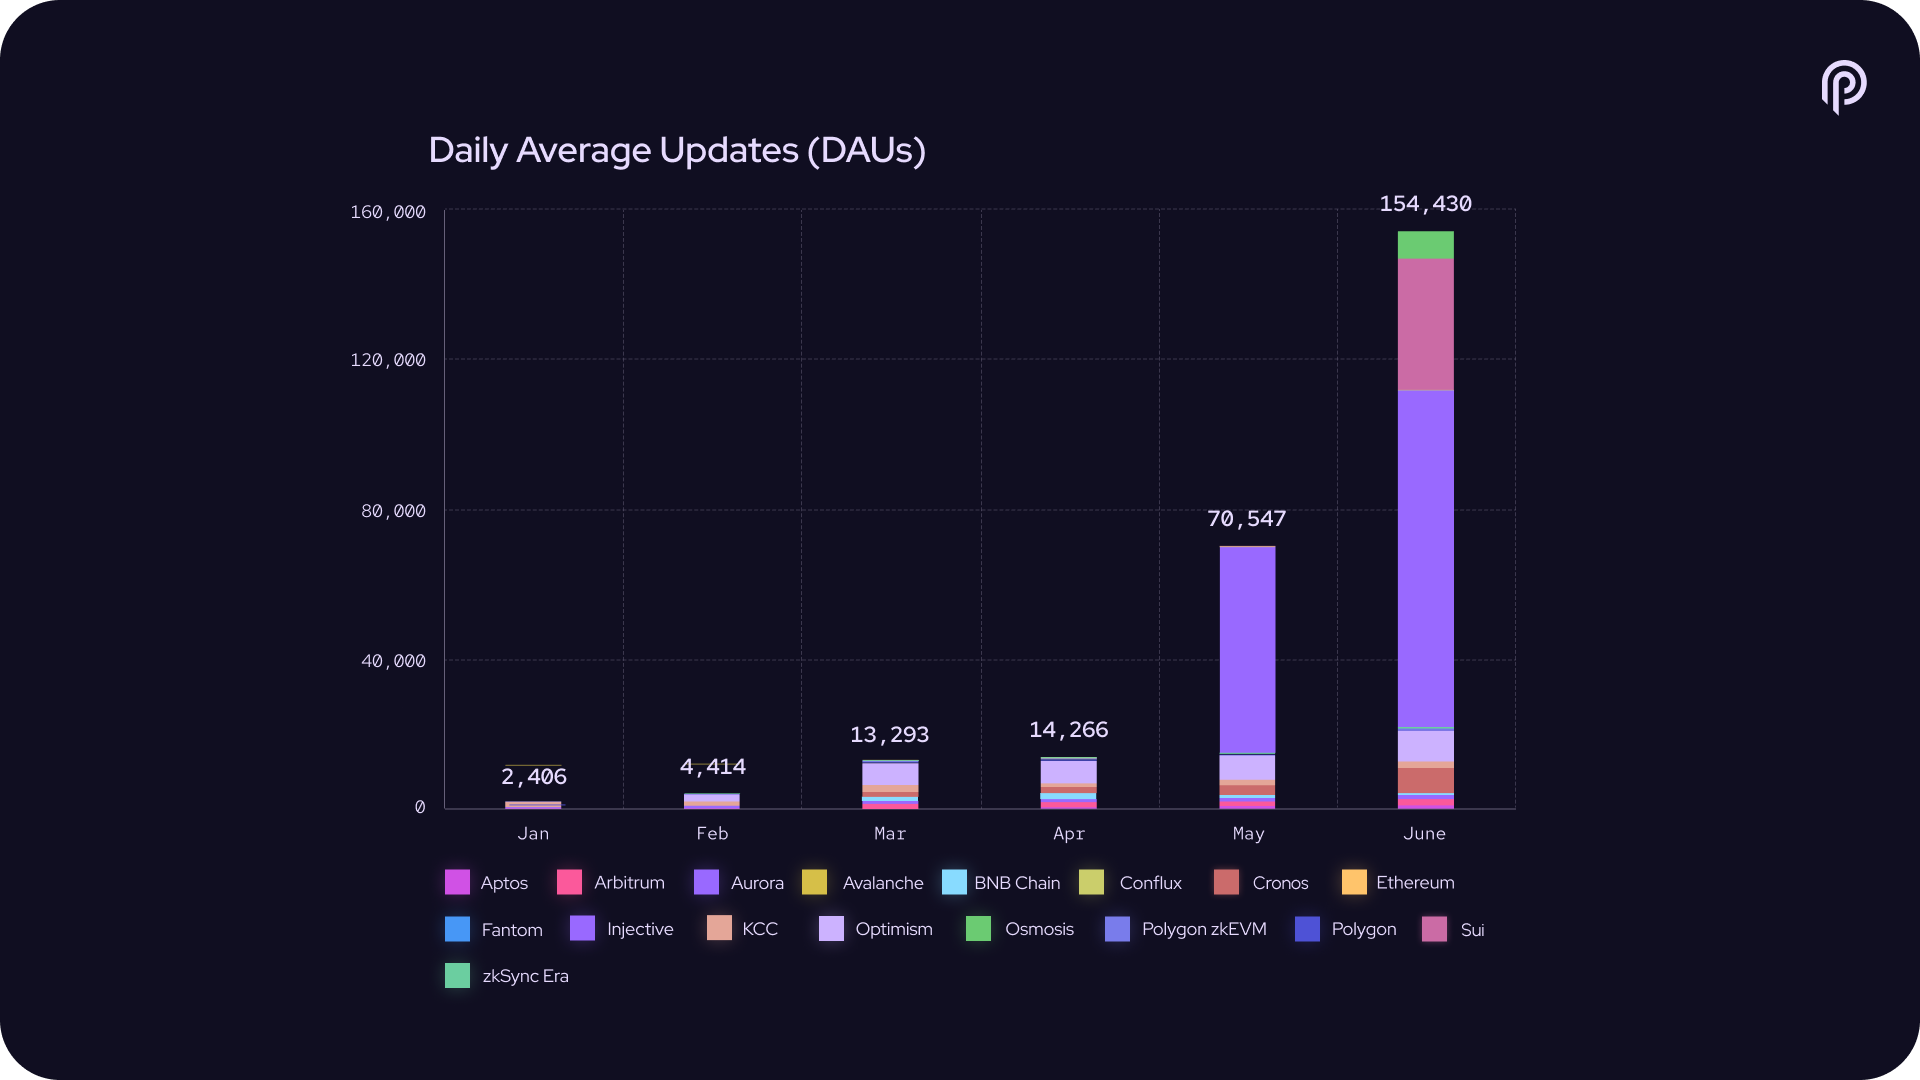 Daily Average Updates (DAUs)
160,000
154,430
120,000
80,000
70,547
40,000
13,293
14,266
2,406
4,414
0
Jan Feb Mar Apr May June
Aptos Arbitrum Aurora Avalanche BNB Chain Conflux Cronos Ethereum
Fantom Injective KCC Optimism Osmosis Polygon zkEVM Polygon Sui
zkSync Era